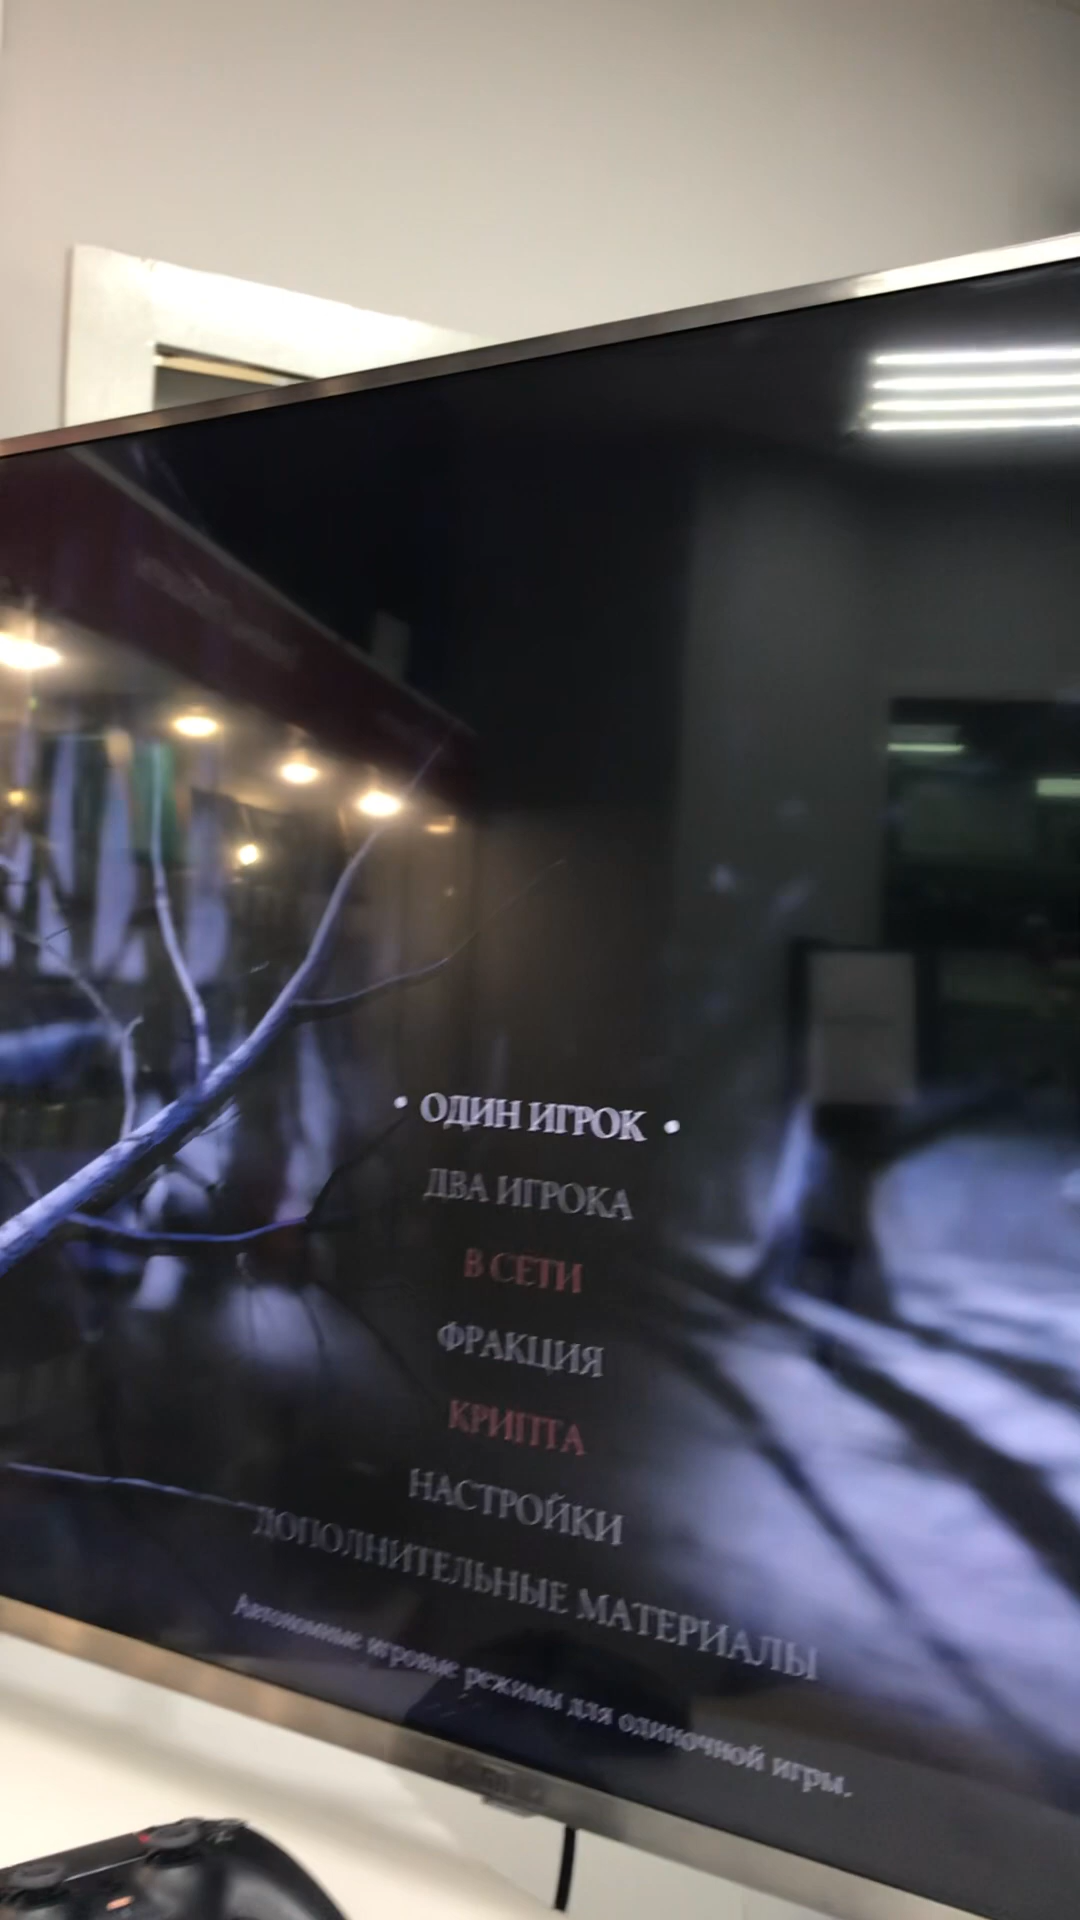 • ОДИН ИГРОК •
ДВА ИГРОКА
В СЕТИ
ФРАКЦИЯ
КРИПТА
НАСТРОЙКИ
ДОПОЛНИТЕЛЬНЫЕ МАТЕРИАЛЫ
Автономные игровые режимы для одиночной игры.